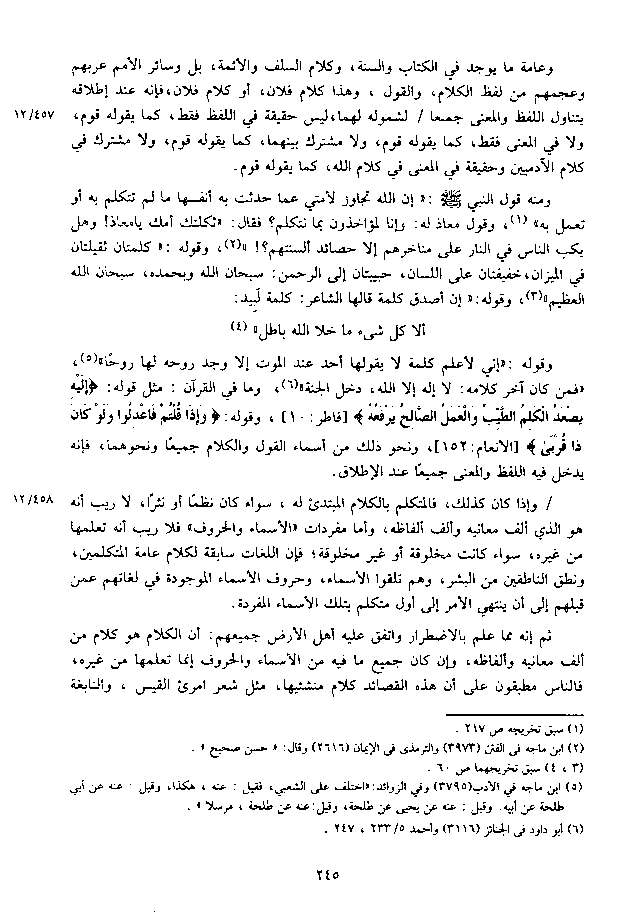 وعامة ما يوجد في الكتاب والسنة، وكلام السلف والأئمة، بل وسائر الأمم عربهم
وعجمهم من لفظ الكلام، والقول ، وهذا كلام فلان، أو كلام فلان،فإنه عند إطلاقه
يتناول اللفظ والمعنى جميعا / لشموله لهما،ليس حقيقة في اللفظ فقط، كما يقوله قوم، ١٢/٤٥٧
ولا في المعنى فقط، كما يقوله قوم، ولا مشترك بينهما، كما يقوله قوم، ولا مشترك في
كلام الآدميين وحقيقة في المعنى في كلام الله، كما يقوله قوم.
ومنه قول النبي ﷺ :« إن الله تجاوز لأمتي عما حدثت به أنفسها ما لم تتكلم به أو
تعمل به» (١)، وقول معاذ له: وإنا لمؤاخذون بما نتكلم؟ فقال: «ثكلتك أمك يامعاذ! وهل
يكب الناس في النار على مناخرهم إلا حصائد ألسنتهم؟! »(٢)، وقوله :« كلمتان ثقيلتان
في الميزان،خفيفتان على اللسان، حبيبتان إلى الرحمن: سبحان الله وبحمده، سبحان الله
العظيم»(٣)، وقوله:« إن أصدق كلمة قالها الشاعر: كلمة لَبِيد:
ألا كل شىء ما خلا الله باطل» (٤)
وقوله :«إني لأعلم كلمة لا يقولها أحد عند الموت إلا وجد روحه لها روحًا»(٥)،
«فمن كان آخر كلامه: لا إله إلا الله، دخل الجنة»(٦)، وما في القرآن : مثل قوله: ﴿إِلَيْهِ
يَصْعَدُ الْكَلِمُ الطَّيِّبُ وَالْعَمَلُ الصَّالِحُ يَرْفَعُهُ ﴾ [فاطر:١٠] ، وقوله: ﴿ وَإِذَا قُلْتُمْ فَاعْدِلُوا وَلَوْ كَانَ
ذَا قُرْبَىٰ ﴾ [الأنعام:١٥٢]، ونحو ذلك من أسماء القول والكلام جميعًا ونحوهما، فإنه
يدخل فيه اللفظ والمعنى جميعًا عند الإطلاق.
/ وإذا كان كذلك، فالمتكلم بالكلام المبتدئ له ، سواء كان نظمًا أو نثرًا، لا ريب أنه ١٢/٤٥٨
هو الذي ألف معانيه وألف ألفاظه، وأما مفردات «الأسماء والحروف» فلا ريب أنه تعلمها
من غيره، سواء كانت مخلوقة أو غير مخلوقة؛ فإن اللغات سابقة لكلام عامة المتكلمين،
ونطق الناطقين من البشر، وهم تلقوا الأسماء، وحروف الأسماء الموجودة في لغاتهم عمن
قبلهم إلى أن ينتهي الأمر إلى أول متكلم بتلك الأسماء المفردة.
ثم إنه مما علم بالاضطرار واتفق عليه أهل الأرض جميعهم: أن الكلام هو كلام من
ألف معانيه وألفاظه، وإن كان جميع ما فيه من الأسماء والحروف إنما تعلمها من غيره،
فالناس مطبقون على أن هذه القصائد كلام منشئيها، مثل شعر امرئ القيس ، والنابغة
(١) سبق تخريجه ص ٢١٧ .
(٢) ابن ماجه فى الفتن (٣٩٧٣) والترمذى فى الإيمان (٢٦١٦) وقال: « حسن صحيح » .
(٣ ، ٤) سبق تخريجهما ص ٦٠ .
(٥) ابن ماجه في الأدب(٣٧٩٥) وفي الزوائد:«اختلف على الشعبي، فقيل : عنه ، هكذا، وقيل : عنه عن أبي
طلحة عن أبيه. وقيل : عنه عن يحيى عن طلحة، وقيل:عنه عن طلحة ، مرسلا » .
(٦) أبو داود فى الجنائز (٣١١٦) وأحمد ٥/ ٢٣٣ ، ٢٤٧ .
٢٤٥